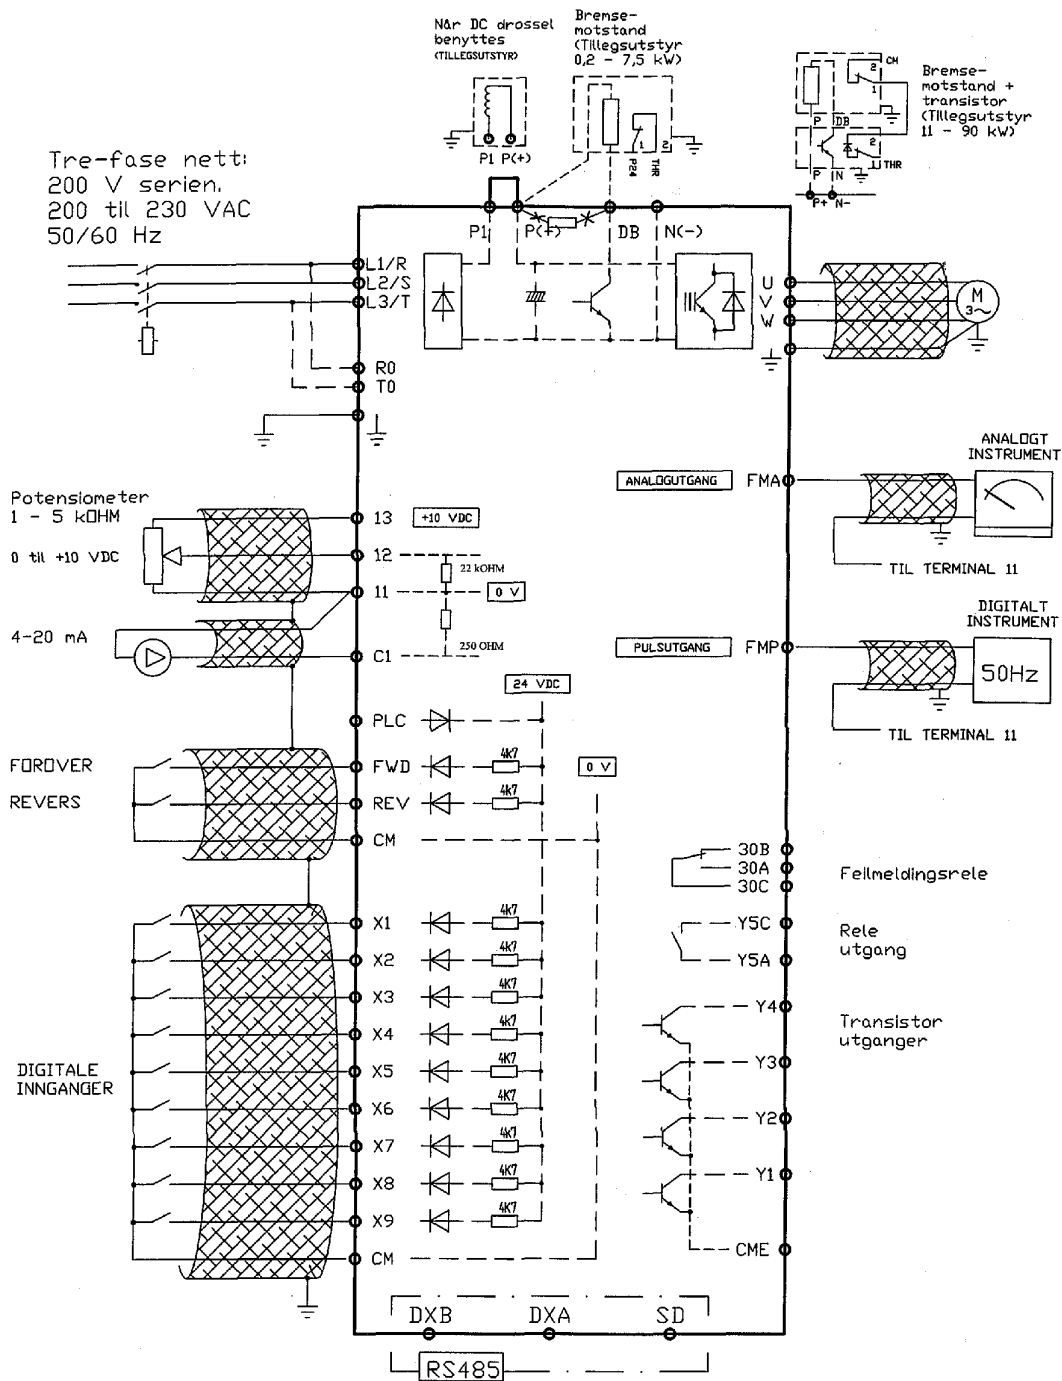 Når DC drossel
benyttes
(TILLEGSUTSTYR)
P1 P(+)
Bremse-
motstand
(Tillegsutstyr
0,2 - 7,5 kW)
1
2
P24
THR
2
CM
1
P
DB
2
1
THR
P
N
P+ N-
Bremse-
motstand +
transistor
(Tillegsutstyr
11 - 90 kW)
Tre-fase nett:
200 V serien.
200 til 230 VAC
50/60 Hz
P1
P(+)
DB
N(-)
L1/R
L2/S
L3/T
R0
T0
U
V
W
M
3~
Potensiometer
1 - 5 kOHM
0 til +10 VDC
13
+10 VDC
12
22 kOHM
11
0 V
4-20 mA
250 OHM
C1
ANALOGUTGANG
FMA
ANALOGT
INSTRUMENT
TIL TERMINAL 11
PULSUTGANG
FMP
DIGITALT
INSTRUMENT
50Hz
TIL TERMINAL 11
24 VDC
PLC
FOROVER
FWD
4K7
0 V
REVERS
REV
4K7
CM
30B
30A
30C
Feilmeldingsrele
Y5C
Y5A
Rele
utgang
Y4
Y3
Y2
Y1
CME
Transistor
utganger
DIGITALE
INNGANGER
X1
4K7
X2
4K7
X3
4K7
X4
4K7
X5
4K7
X6
4K7
X7
4K7
X8
4K7
X9
4K7
CM
DXB
DXA
SD
RS485